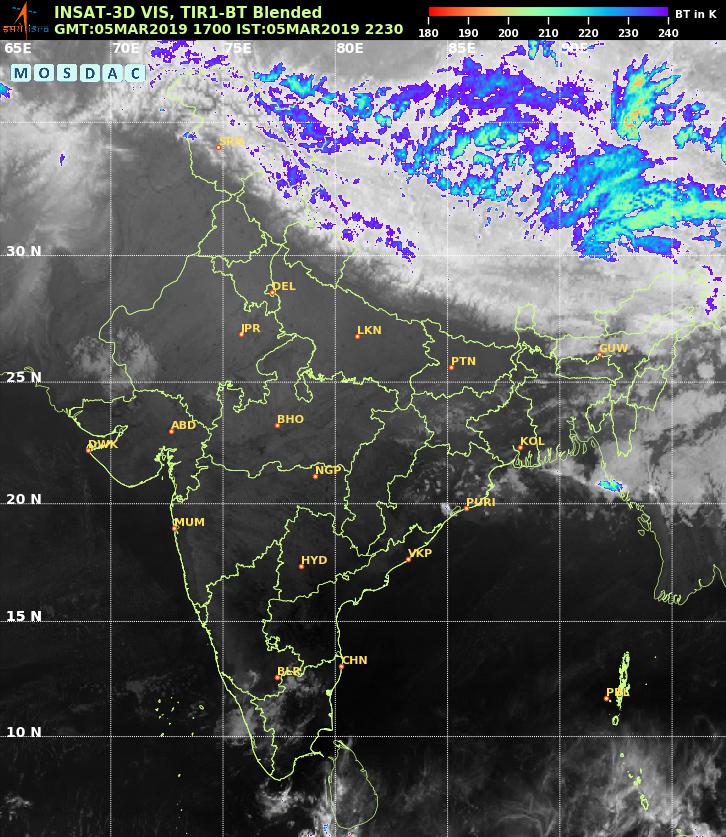 INSAT-3D VIS, TIR1-BT Blended
GMT:05MAR2019 1700 IST:05MAR2019 2230
BT in K
180 190 200 210 220 230 240
65E 70E 75E 80E 85E
MOSDAC
SRN
30 N
DEL
JPR
LKN
GUW
PTN
25 N
ABD
BHO
DWK
KOL
NGP
20 N
PURI
MUM
VKP
HYD
15 N
CHN
BLR
PBL
10 N